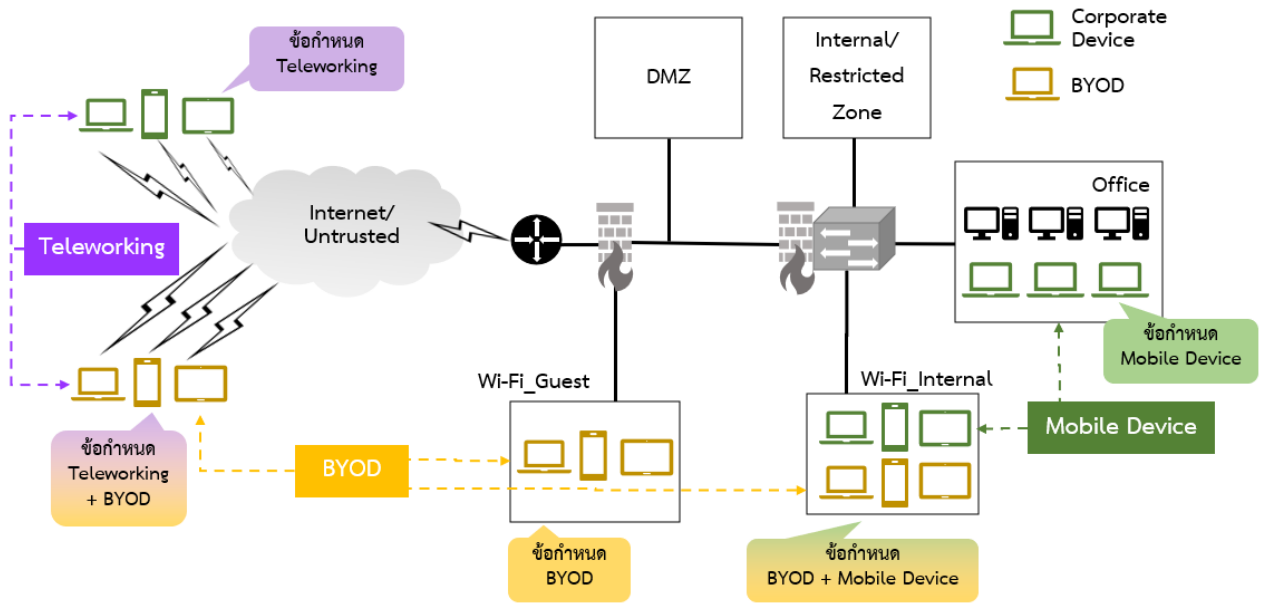 ข้อกำหนด
Teleworking
DMZ
Internal/
Restricted
Zone
Corporate
Device
BYOD
Office
Internet/
Untrusted
Teleworking
ข้อกำหนด
Mobile Device
Wi-Fi_Guest
Wi-Fi_Internal
Mobile Device
ข้อกำหนด
Teleworking
+ BYOD
BYOD
ข้อกำหนด
BYOD
ข้อกำหนด
BYOD + Mobile Device